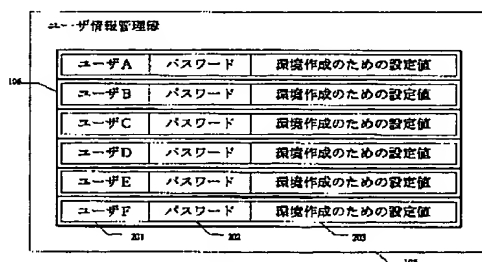 ユーザ情報管理部
ユーザA パスワード 環境作成のための設定値
ユーザB パスワード 環境作成のための設定値
ユーザC パスワード 環境作成のための設定値
ユーザD パスワード 環境作成のための設定値
ユーザE パスワード 環境作成のための設定値
ユーザF パスワード 環境作成のための設定値
201 202 203